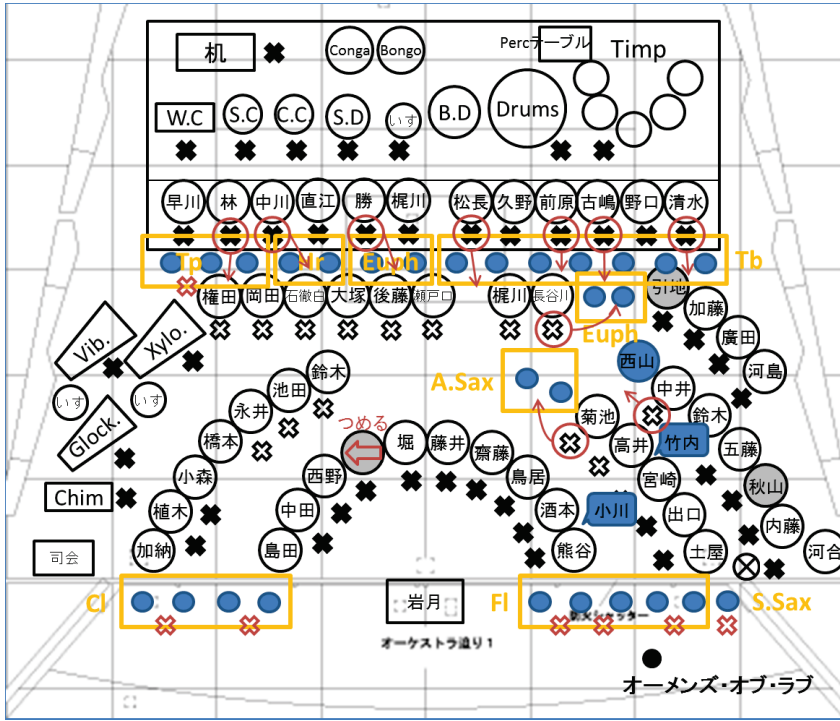 机
Conga
Bongo
Percテーブル
Timp
W.C
S.C
C.C.
S.D
いす
B.D
Drums
早川
林
中川
直江
勝
梶川
松長
久野
前原
古嶋
野口
清水
Tp
Hr
Euph
Tb
権田
岡田
石徹白
大塚
後藤
瀬戸口
梶川
長谷川
Euph
引地
加藤
廣田
河島
Vib.
Xylo.
いす
いす
Glock.
Chim
司会
鈴木
池田
永井
橋本
小森
植木
加納
A.Sax
西山
中井
鈴木
五藤
秋山
内藤
河合
菊池
高井
竹内
宮崎
出口
土屋
つめる
堀
藤井
齋藤
鳥居
酒本
熊谷
小川
西野
中田
島田
Cl
岩月
Fl
防火シャッター
S.Sax
オーケストラ迫り1
オーメンズ・オブ・ラブ